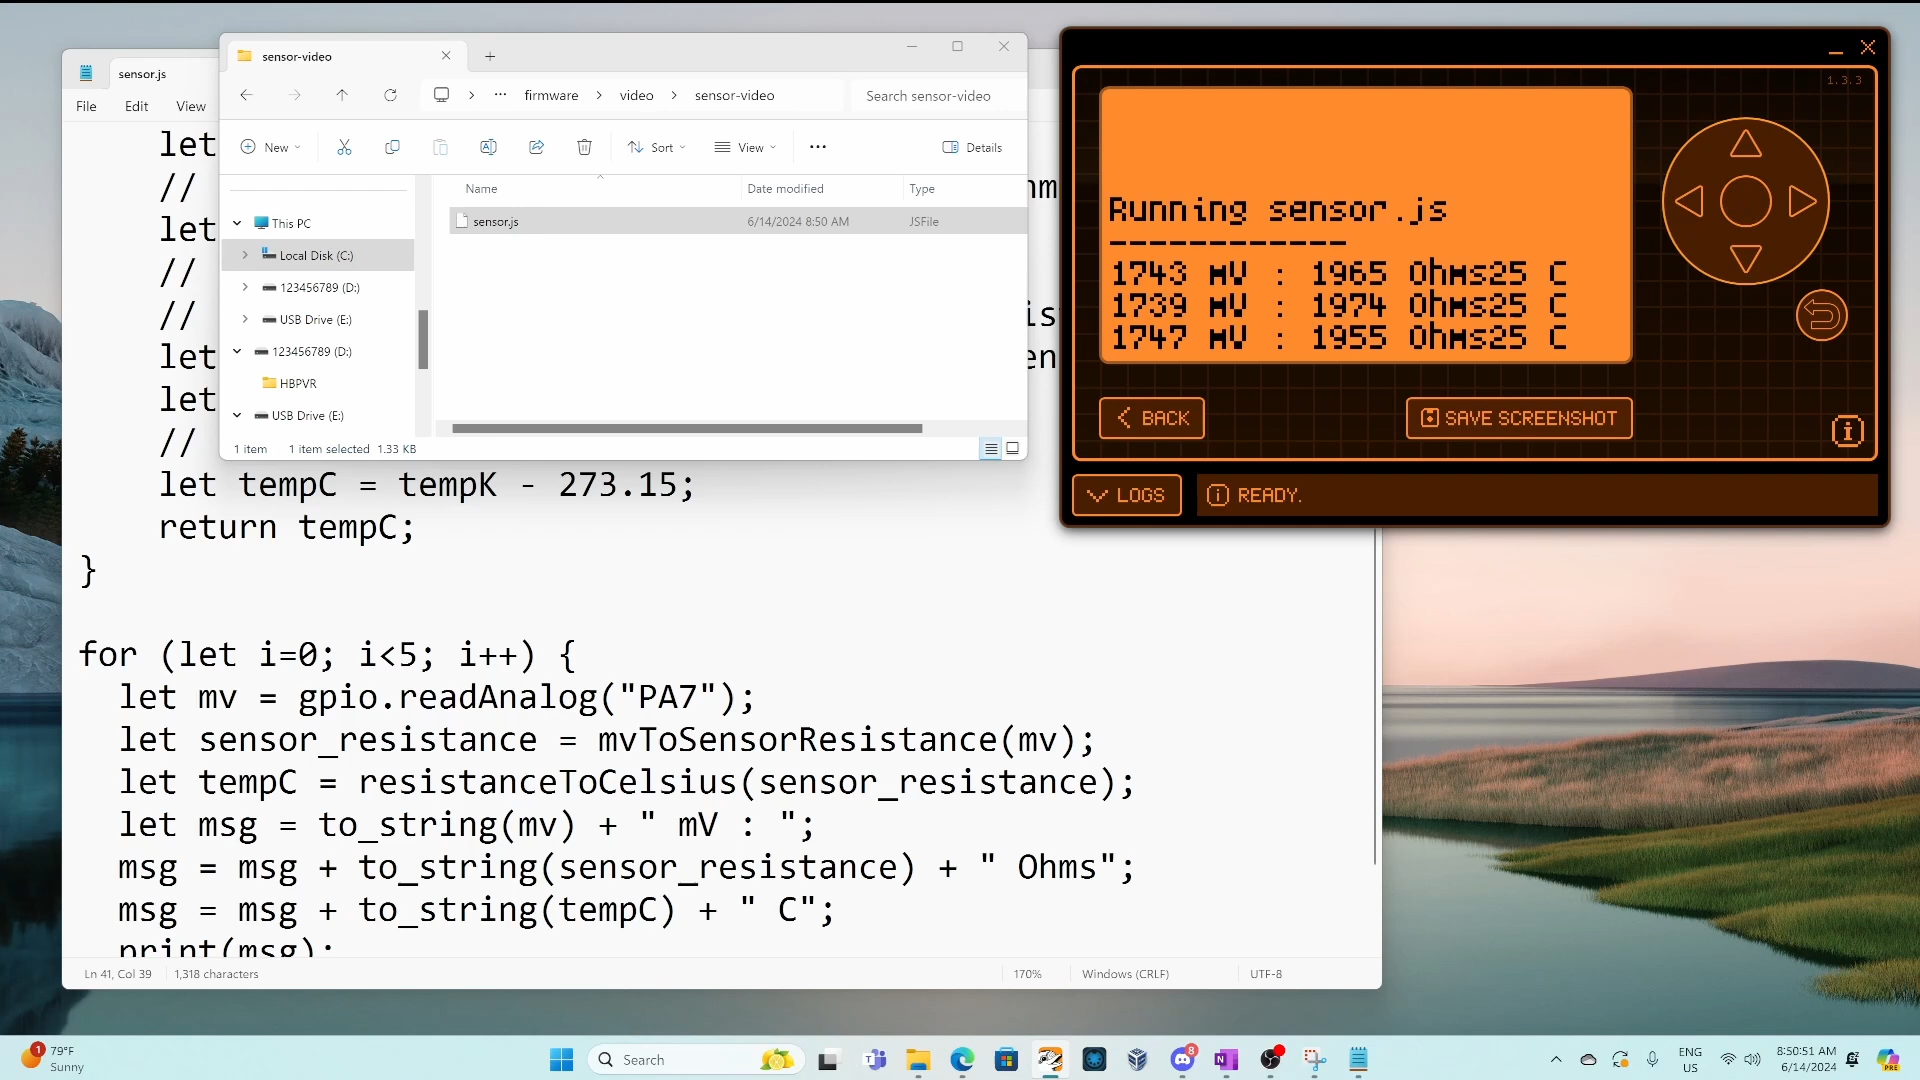 sensor.js
File Edit View
let
//
let
//
//
let
let
//
let tempC = tempK - 273.15;
return tempC;
}
for (let i=0; i<5; i++) {
let mv = gpio.readAnalog("PA7");
let sensor_resistance = mvToSensorResistance(mv);
let tempC = resistanceToCelsius(sensor_resistance);
let msg = to_string(mv) + " mV : ";
msg = msg + to_string(sensor_resistance) + " Ohms";
msg = msg + to_string(tempC) + " C";
print(msg);
Ln 41, Col 39 1,318 characters 170% Windows (CRLF) UTF-8
sensor-video
firmware > video > sensor-video Search sensor-video
New Sort View Details
Name Date modified Type
sensor.js 6/14/2024 8:50 AM JSFile
This PC
Local Disk (C:)
123456789 (D:)
USB Drive (E:)
123456789 (D:)
HBPVR
USB Drive (E:)
1 item 1 item selected 1.33 KB
1.3.3
Running sensor.js
------------
1743 mV : 1965 Ohms25 C
1739 mV : 1974 Ohms25 C
1747 mV : 1955 Ohms25 C
BACK SAVE SCREENSHOT
LOGS READY.
1
79°F
Sunny
Search
8
ENG
US
8:50:51 AM
6/14/2024
PRE